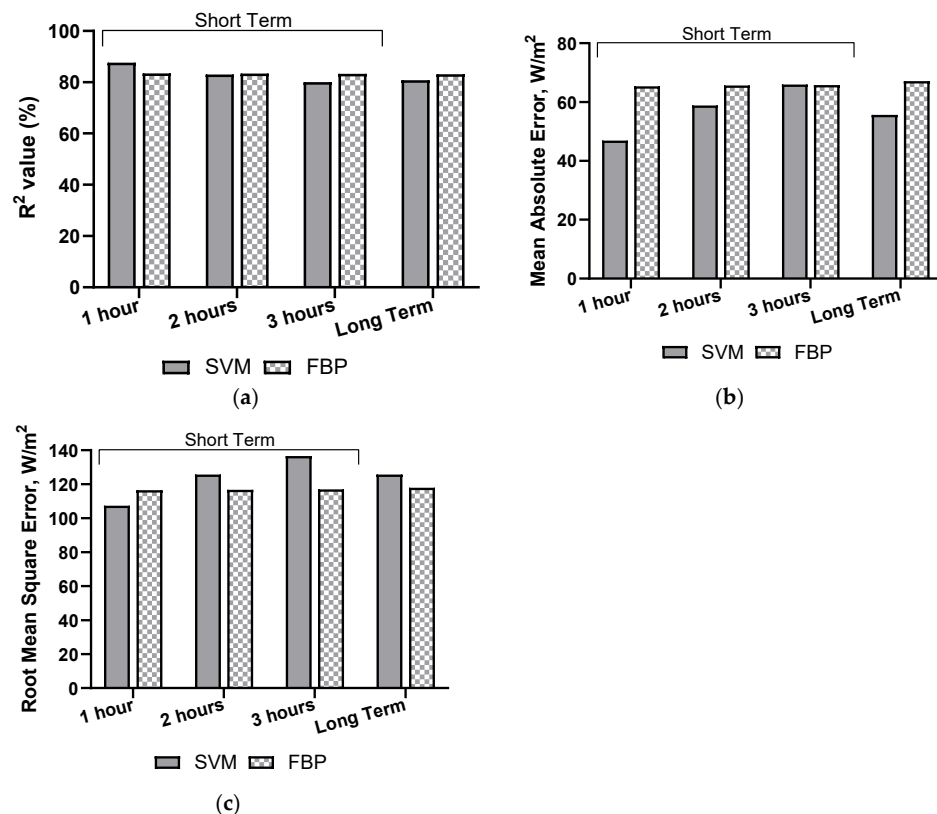 Short Term
100
80
60
40
20
0
R² value (%)
1 hour
2 hours
3 hours
Long Term
SVM FBP
(a)
Short Term
80
60
40
20
0
Mean Absolute Error, W/m²
1 hour
2 hours
3 hours
Long Term
SVM FBP
(b)
Short Term
140
120
100
80
60
40
20
0
Root Mean Square Error, W/m²
1 hour
2 hours
3 hours
Long Term
SVM FBP
(c)